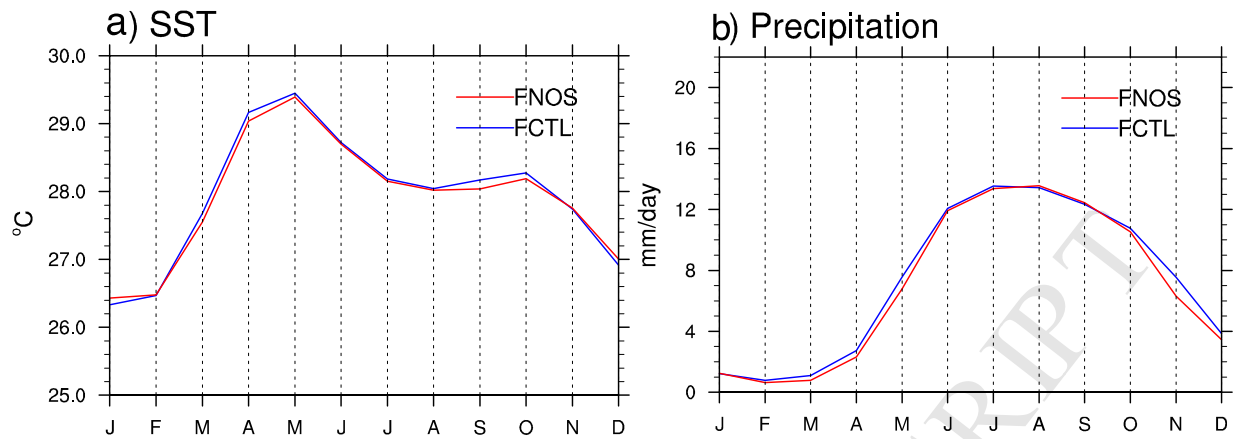 a) SST
30.0
29.0
28.0
27.0
26.0
25.0
°C
FNOS
FCTL
J F M A M J J A S O N D
b) Precipitation
20
16
12
8
4
0
mm/day
FNOS
FCTL
J F M A M J J A S O N D
RIPT